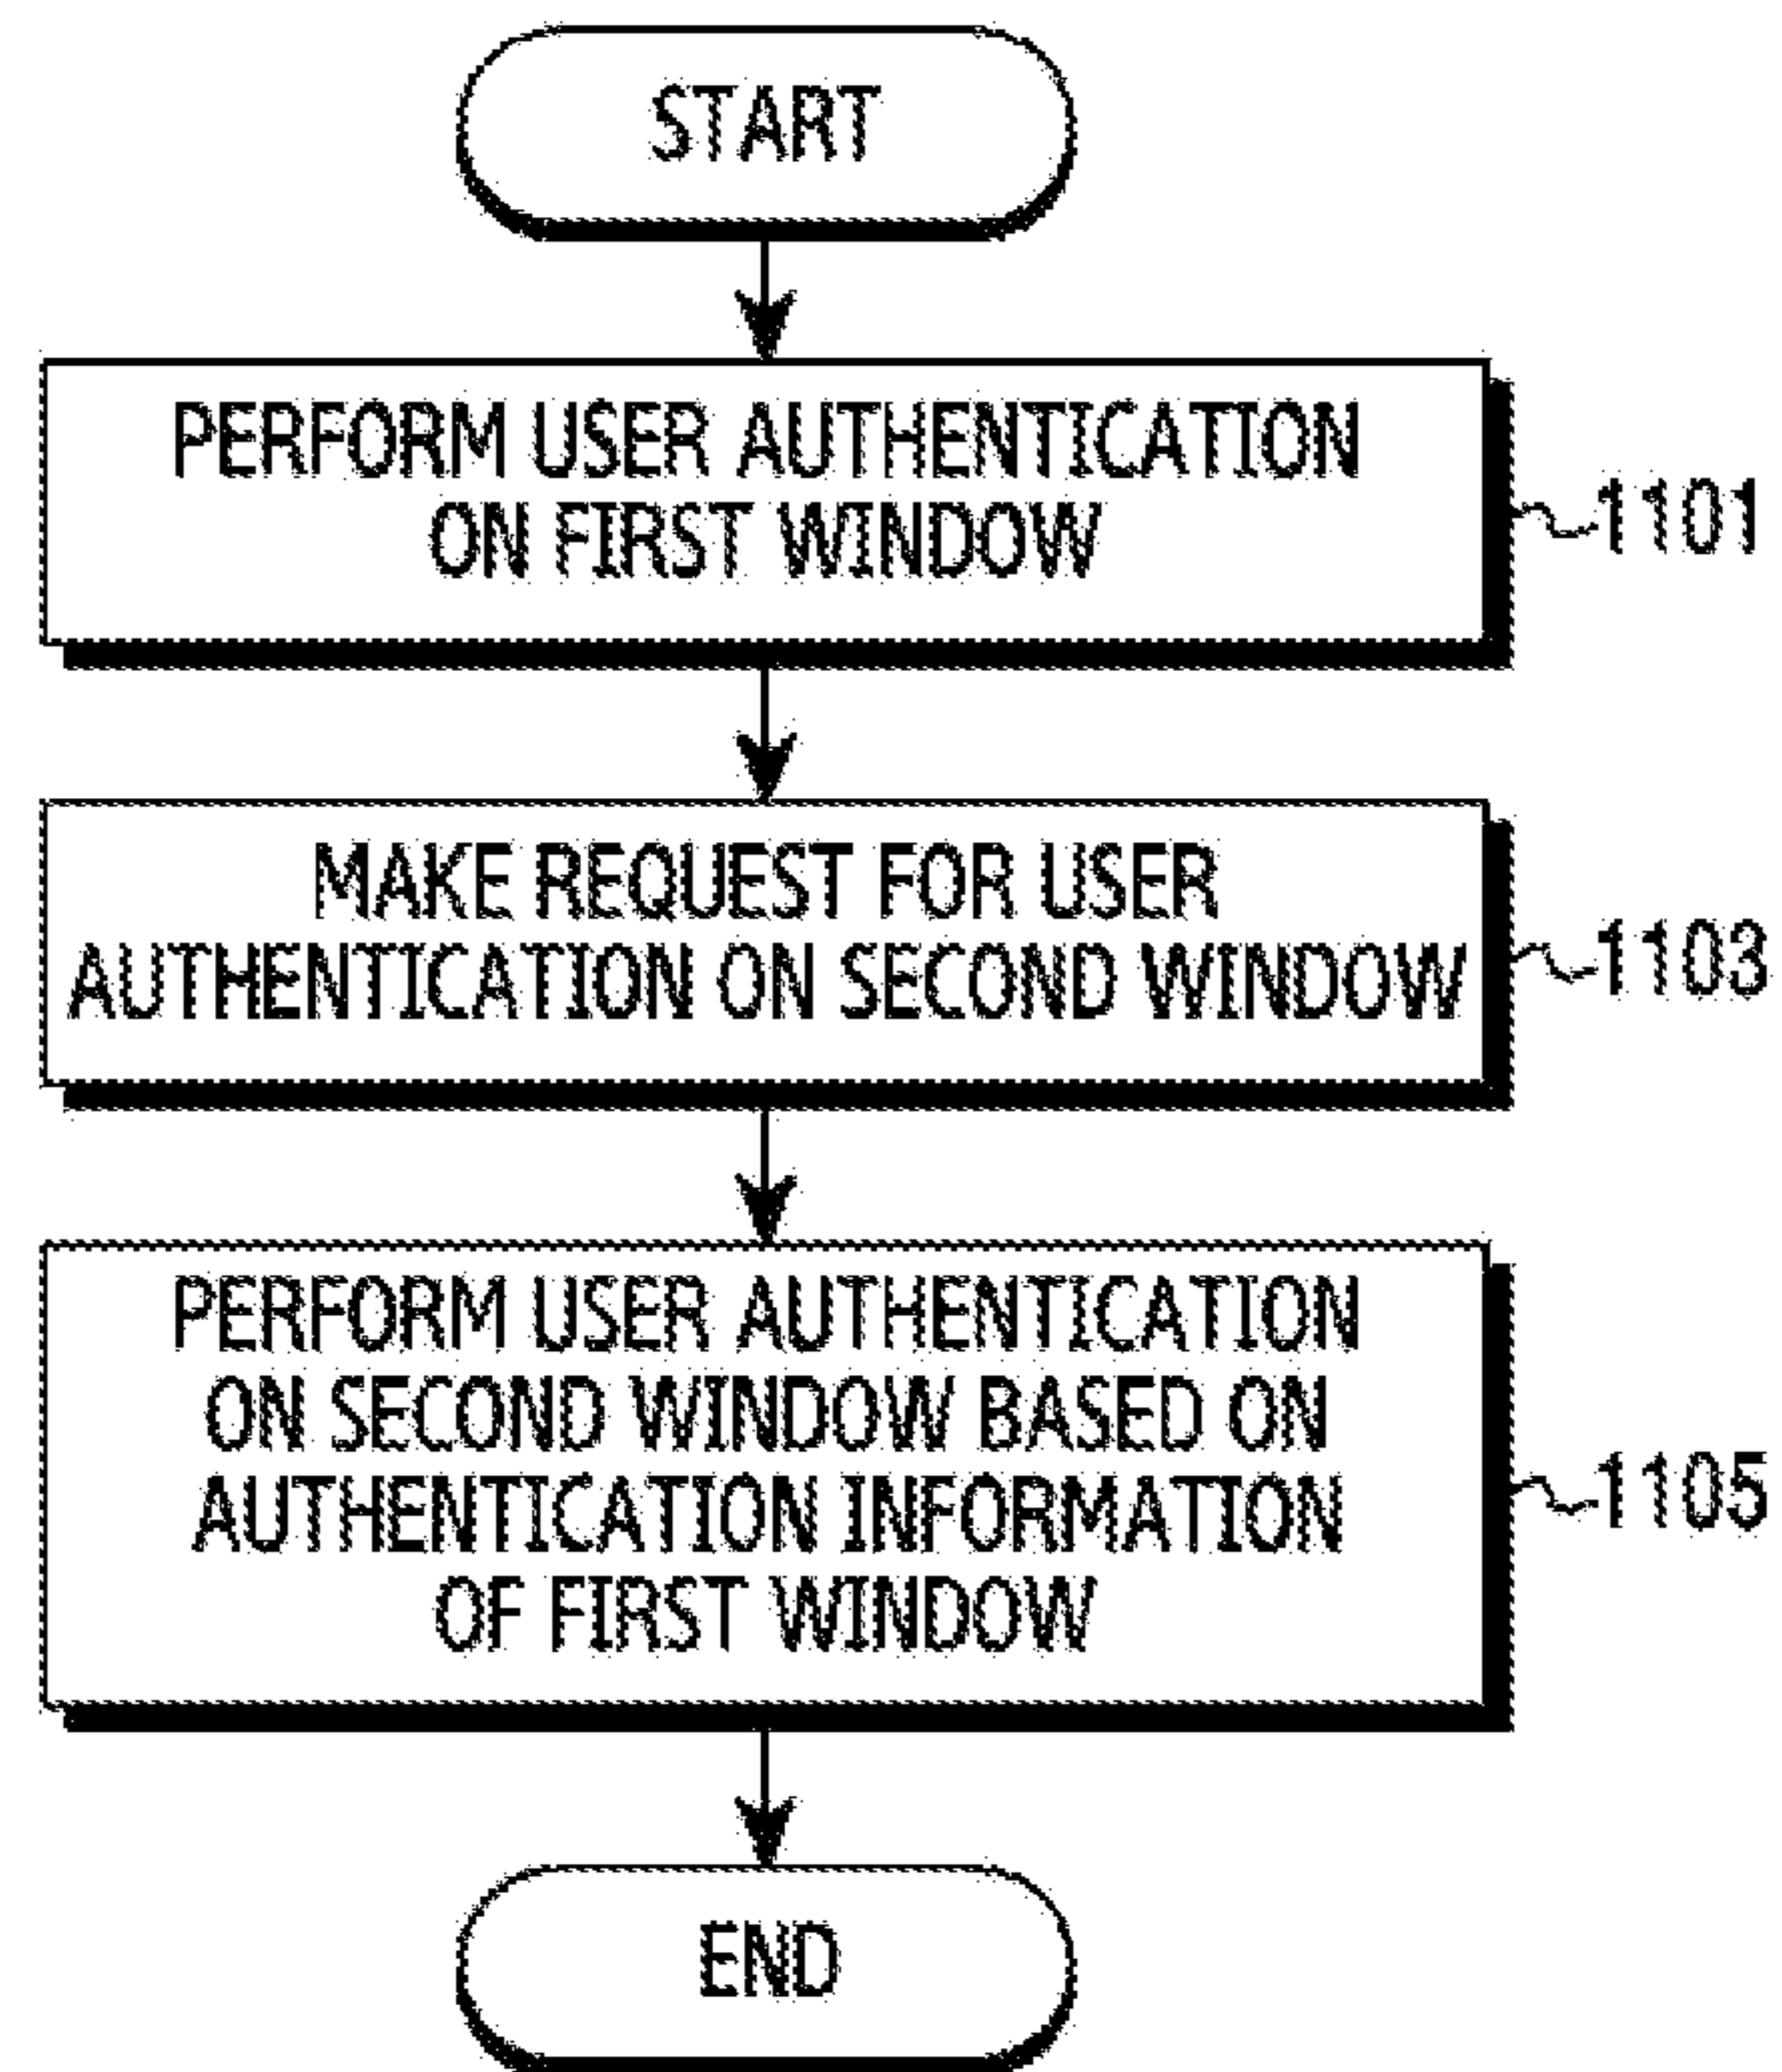 START
PERFORM USER AUTHENTICATION
ON FIRST WINDOW
1101
MAKE REQUEST FOR USER
AUTHENTICATION ON SECOND WINDOW
1103
PERFORM USER AUTHENTICATION
ON SECOND WINDOW BASED ON
AUTHENTICATION INFORMATION
OF FIRST WINDOW
1105
END